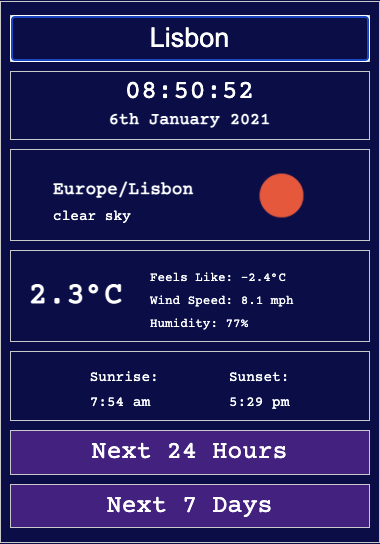 Lisbon
08:50:52
6th January 2021
Europe/Lisbon
clear sky
2.3°C
Feels Like: -2.4°C
Wind Speed: 8.1 mph
Humidity: 77%
Sunrise: Sunset:
7:54 am 5:29 pm
Next 24 Hours
Next 7 Days